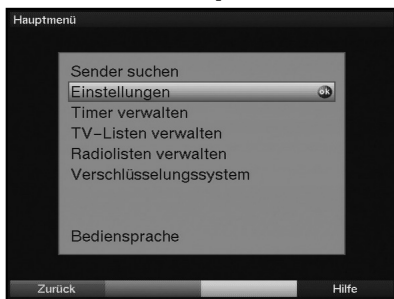 Hauptmenü
Sender suchen
Einstellungen ok
Timer verwalten
TV-Listen verwalten
Radiolisten verwalten
Verschlüsselungssystem
Bediensprache
Zurück Hilfe